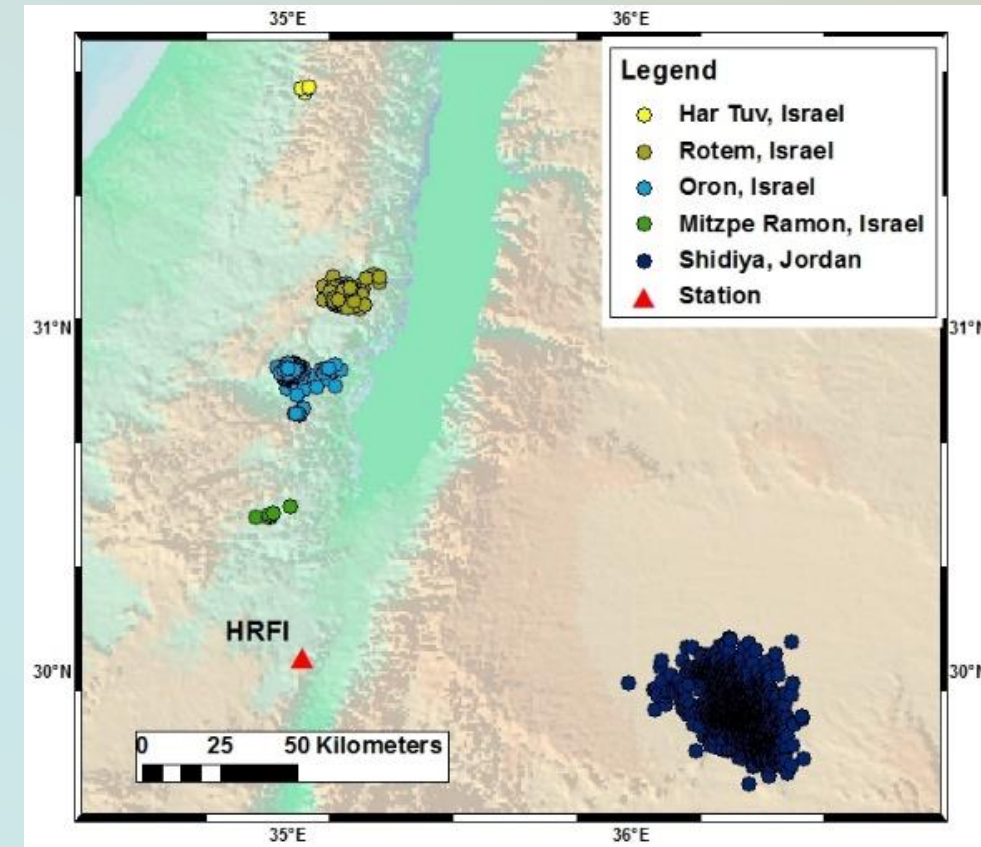 35°E 36°E
Legend
Har Tuv, Israel
Rotem, Israel
Oron, Israel
Mitzpe Ramon, Israel
Shidiya, Jordan
Station
31°N 31°N
HRFI
30°N 30°N
0 25 50 Kilometers
35°E 36°E